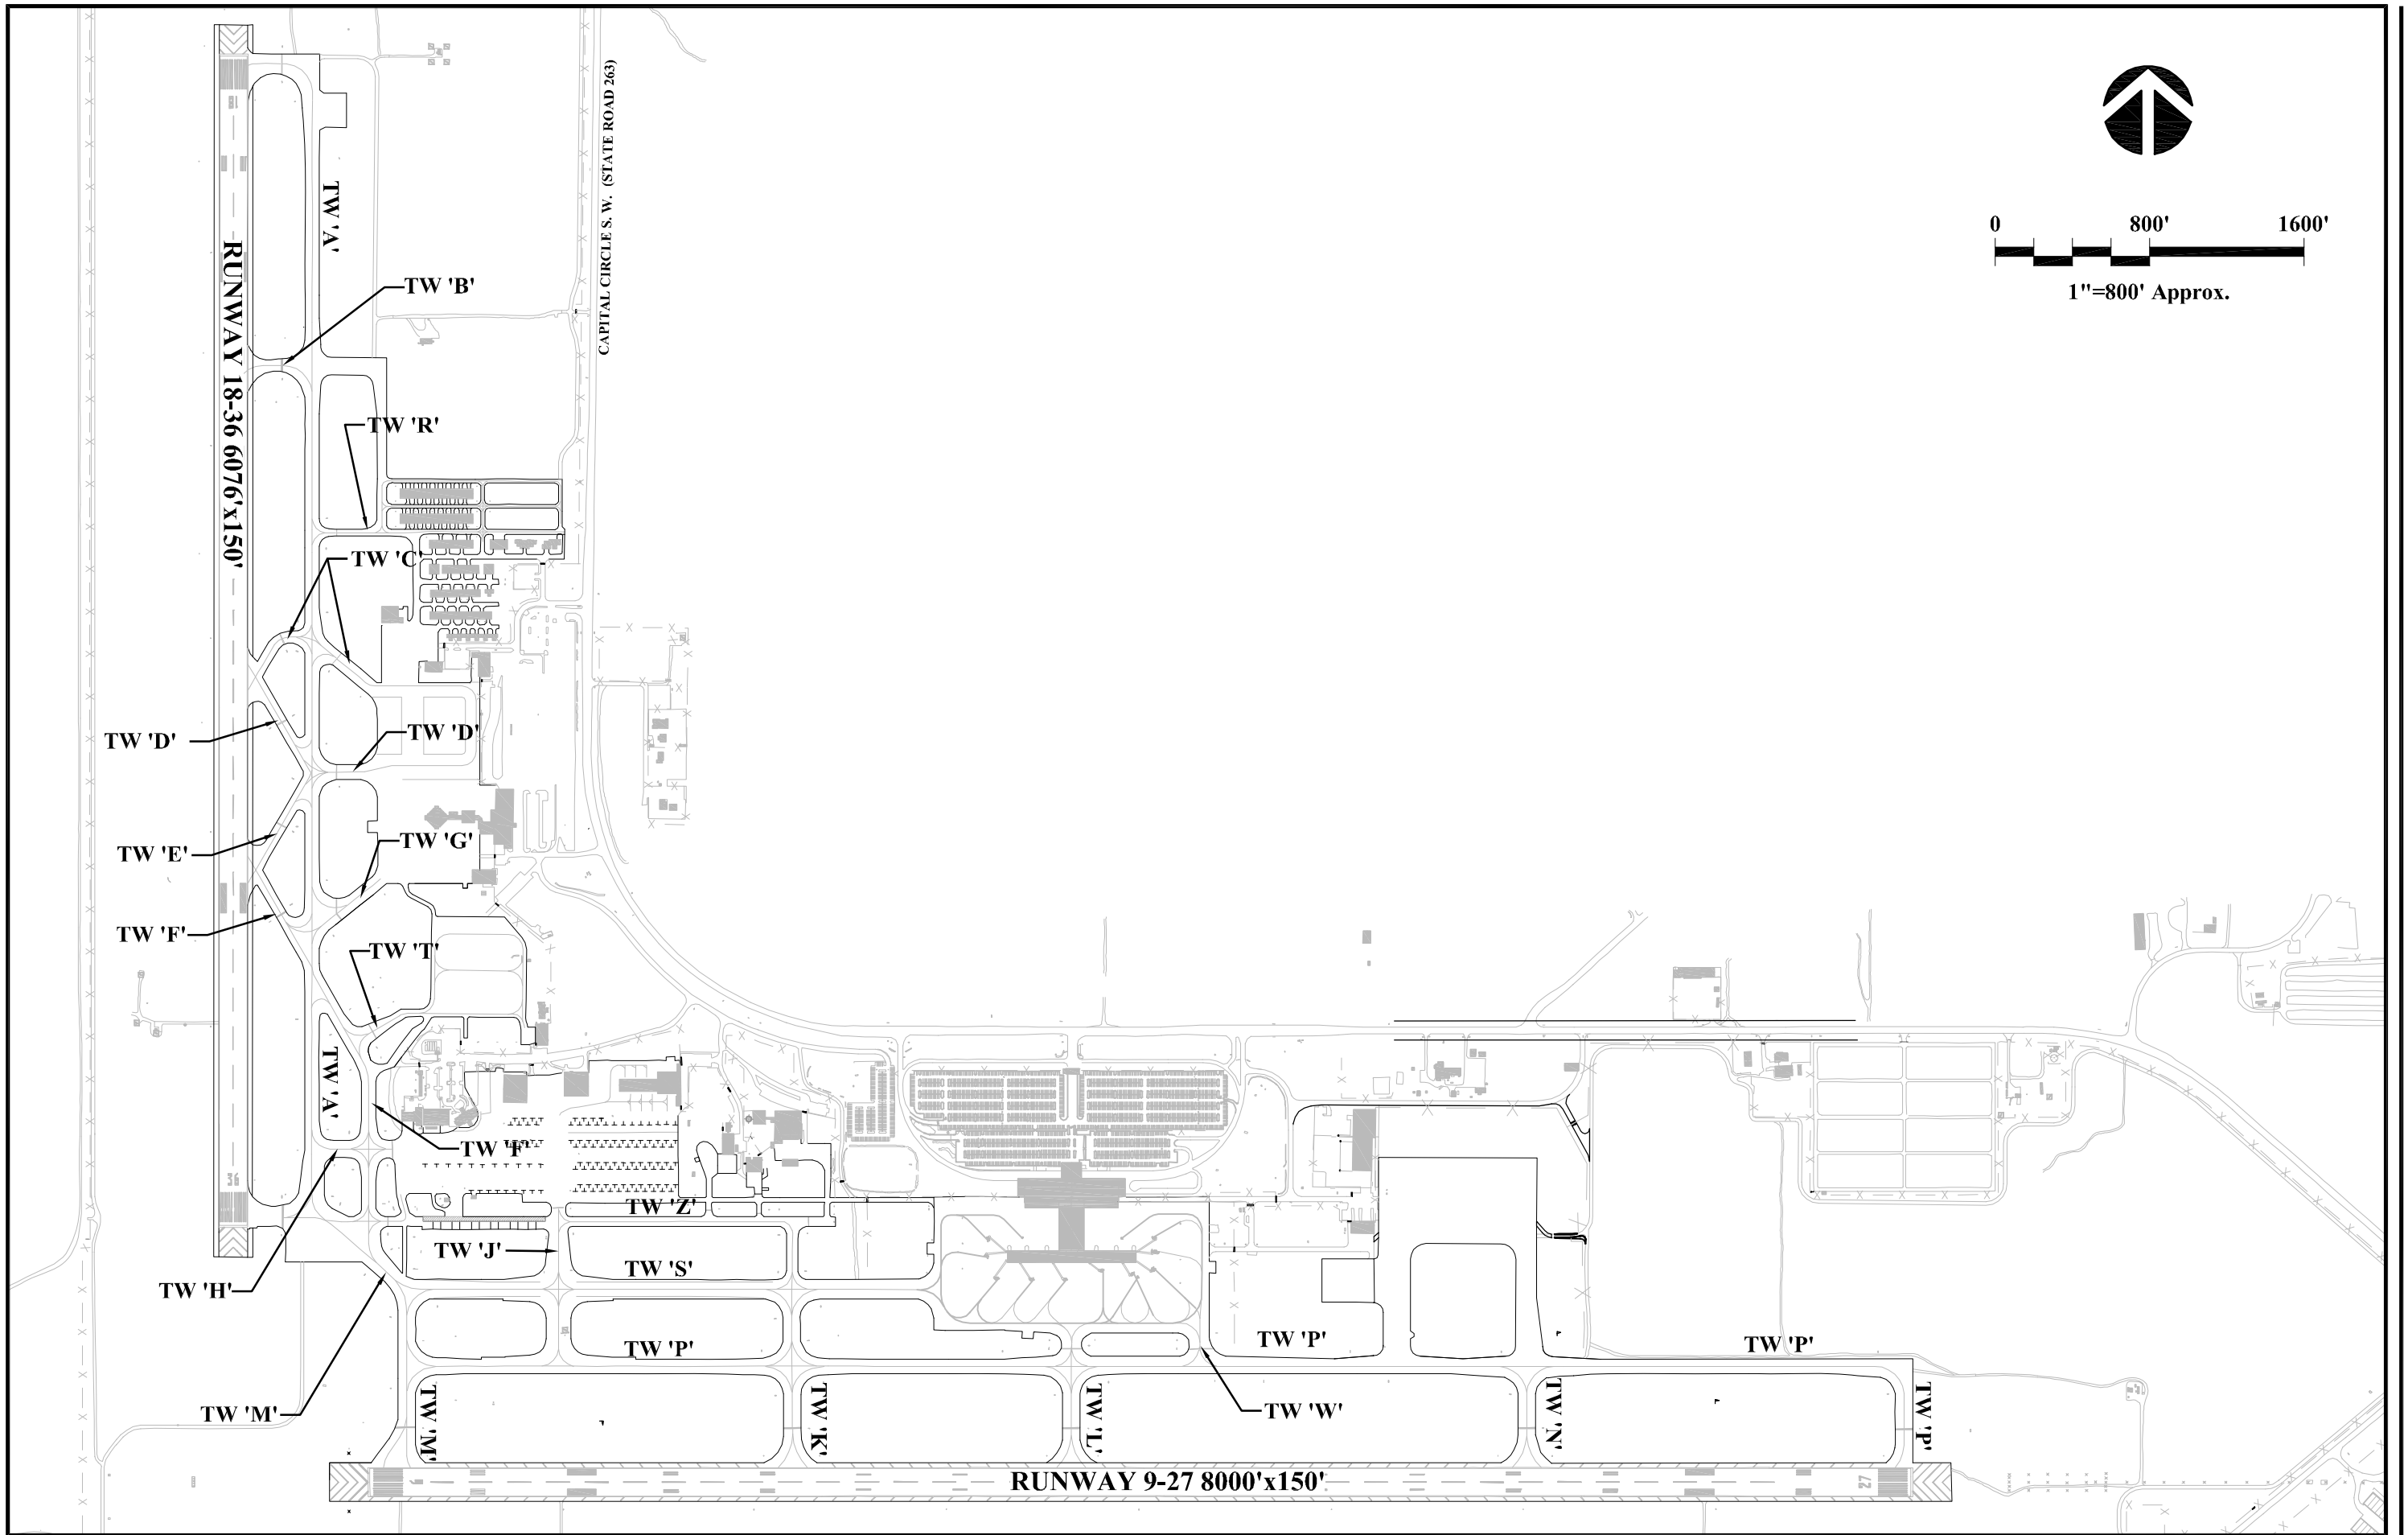 CAPITAL CIRCLE S. W. (STATE ROAD 263)
0 800' 1600'
1"=800' Approx.
TW 'A'
RUNWAY 18-36 6076'x150'
18
TW 'B'
TW 'R'
TW 'C'
TW 'D'
TW 'D'
TW 'G'
TW 'E'
TW 'F'
TW 'T'
TW 'A'
TW 'F'
36
TW 'Z'
TW 'J'
TW 'S'
TW 'H'
TW 'P'
TW 'P'
TW 'P'
TW 'M'
TW 'M'
TW 'K'
TW 'L'
TW 'W'
TW 'N'
TW 'P'
9
RUNWAY 9-27 8000'x150'
27